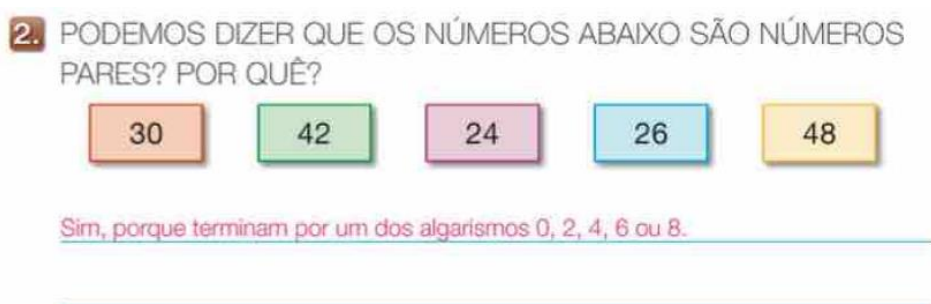 2. PODEMOS DIZER QUE OS NÚMEROS ABAIXO SÃO NÚMEROS
PARES? POR QUÊ?
30 42 24 26 48
Sim, porque terminam por um dos algarismos 0, 2, 4, 6 ou 8.